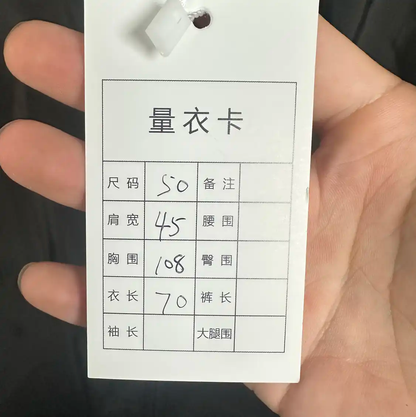 量衣卡
尺码 50 备注
肩宽 45 腰围
胸围 108 臀围
衣长 70 裤长
袖长 大腿围